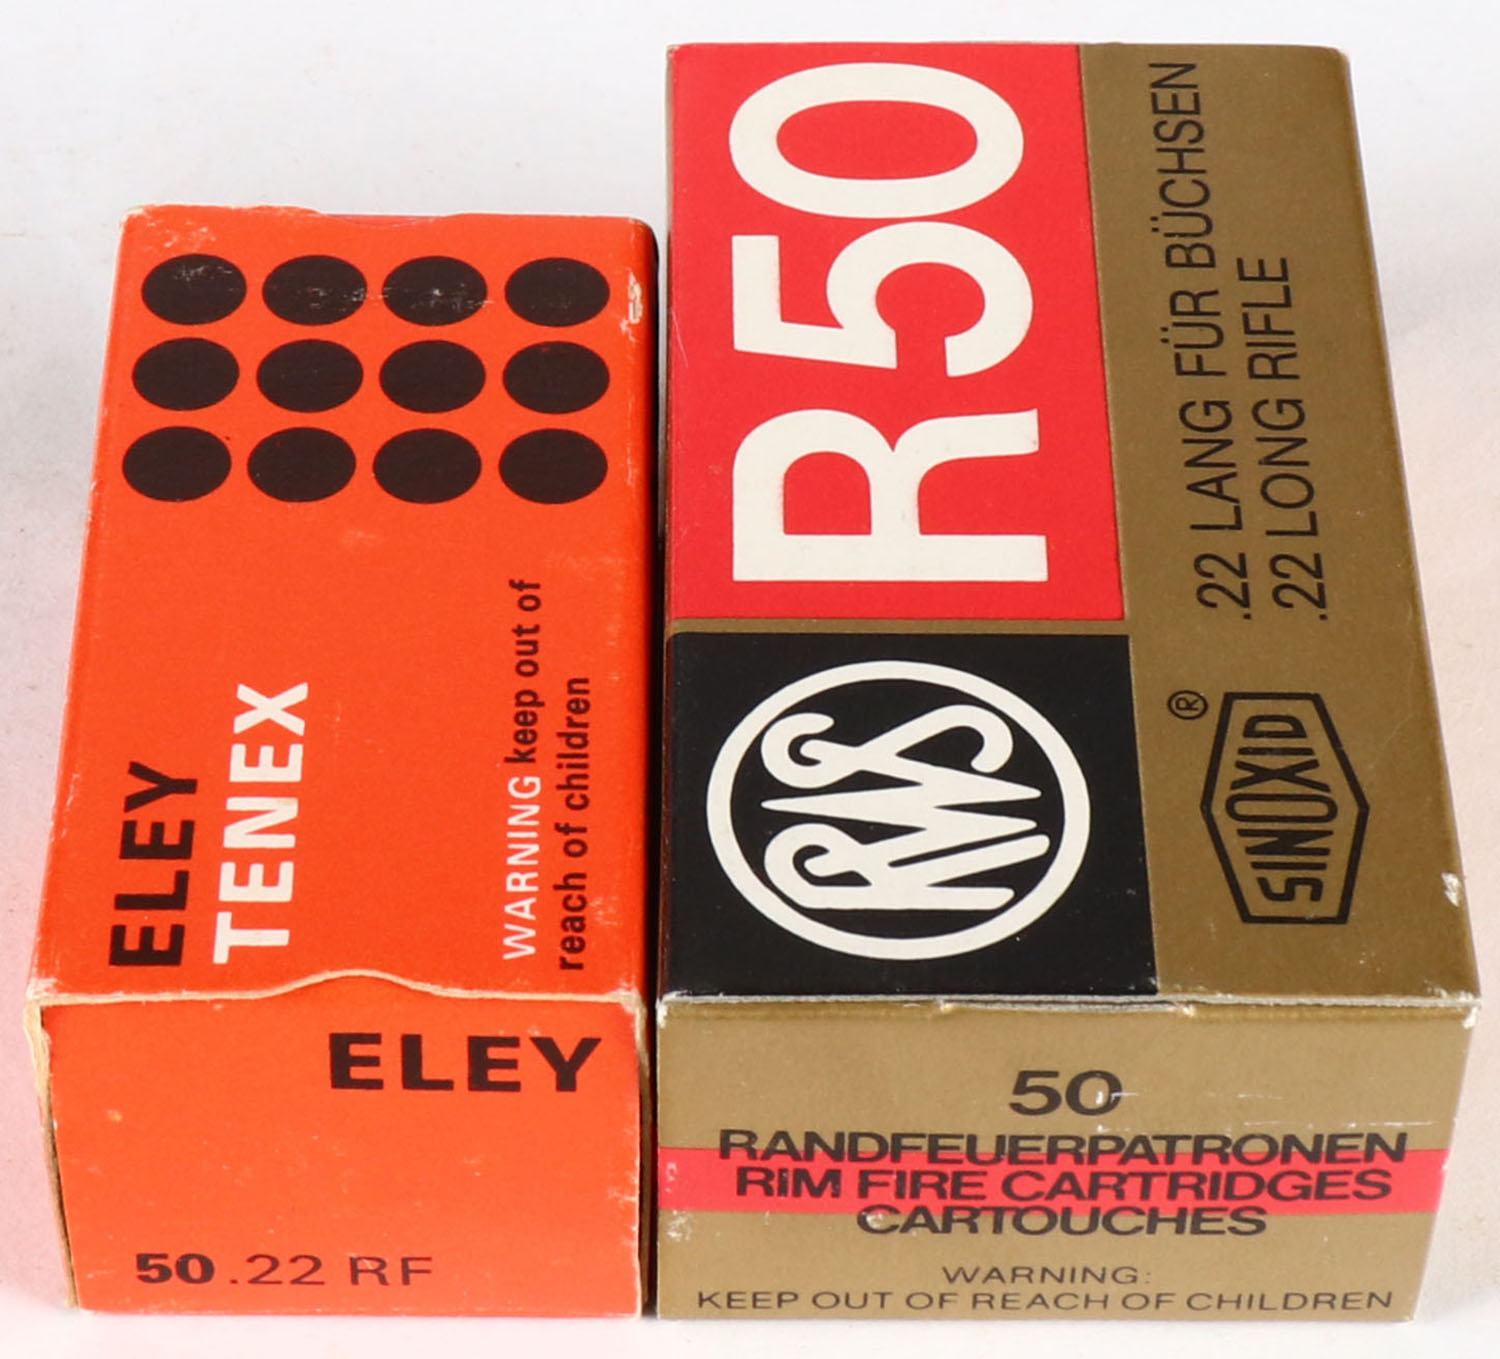 ELEY
TENEX
WARNING keep out of
reach of children
ELEY
50 .22 RF
R50
RWS
.22 LANG FÜR BÜCHSEN
.22 LONG RIFLE
SINOXID ®
50
RANDFEUERPATRONEN
RIM FIRE CARTRIDGES
CARTOUCHES
WARNING:
KEEP OUT OF REACH OF CHILDREN